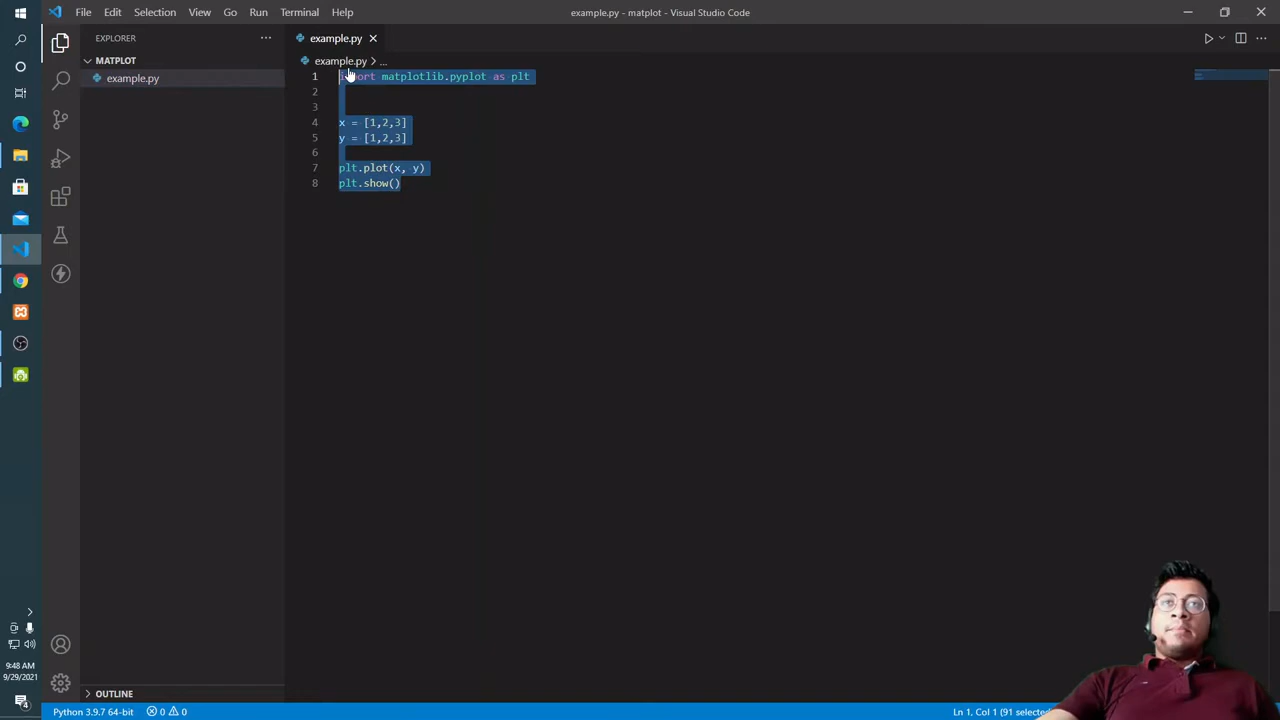 File Edit Selection View Go Run Terminal Help
example.py - matplot - Visual Studio Code
EXPLORER
example.py
MATPLOT
example.py > ...
example.py
1 import matplotlib.pyplot as plt
2
3
4 x = [1,2,3]
5 y = [1,2,3]
6
7 plt.plot(x, y)
8 plt.show()
9:48 AM
9/29/2021
4
OUTLINE
Python 3.9.7 64-bit
0
0
Ln 1, Col 1 (91 selected